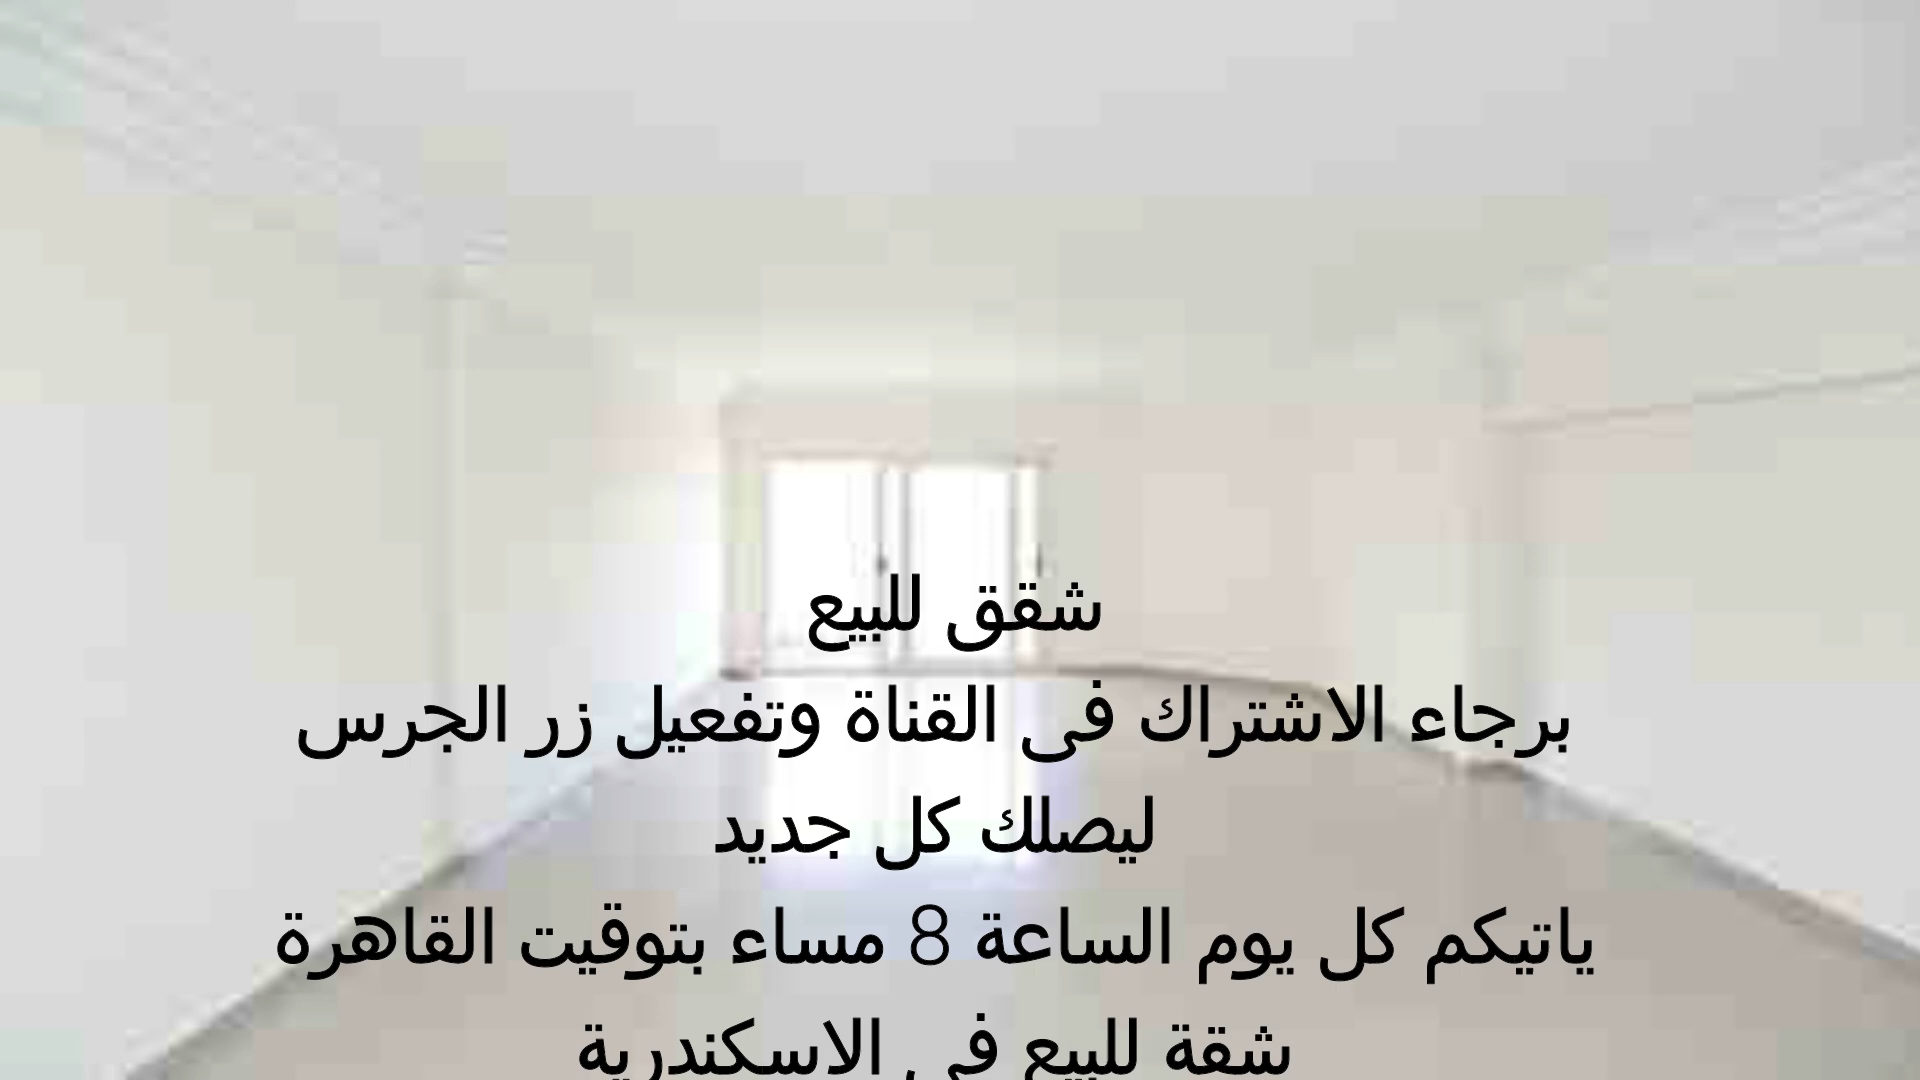 شقق للبيع
برجاء الاشتراك فى القناة وتفعيل زر الجرس
ليصلك كل جديد
ياتيكم كل يوم الساعة 8 مساء بتوقيت القاهرة
شقة للبيع فى الاسكندرية